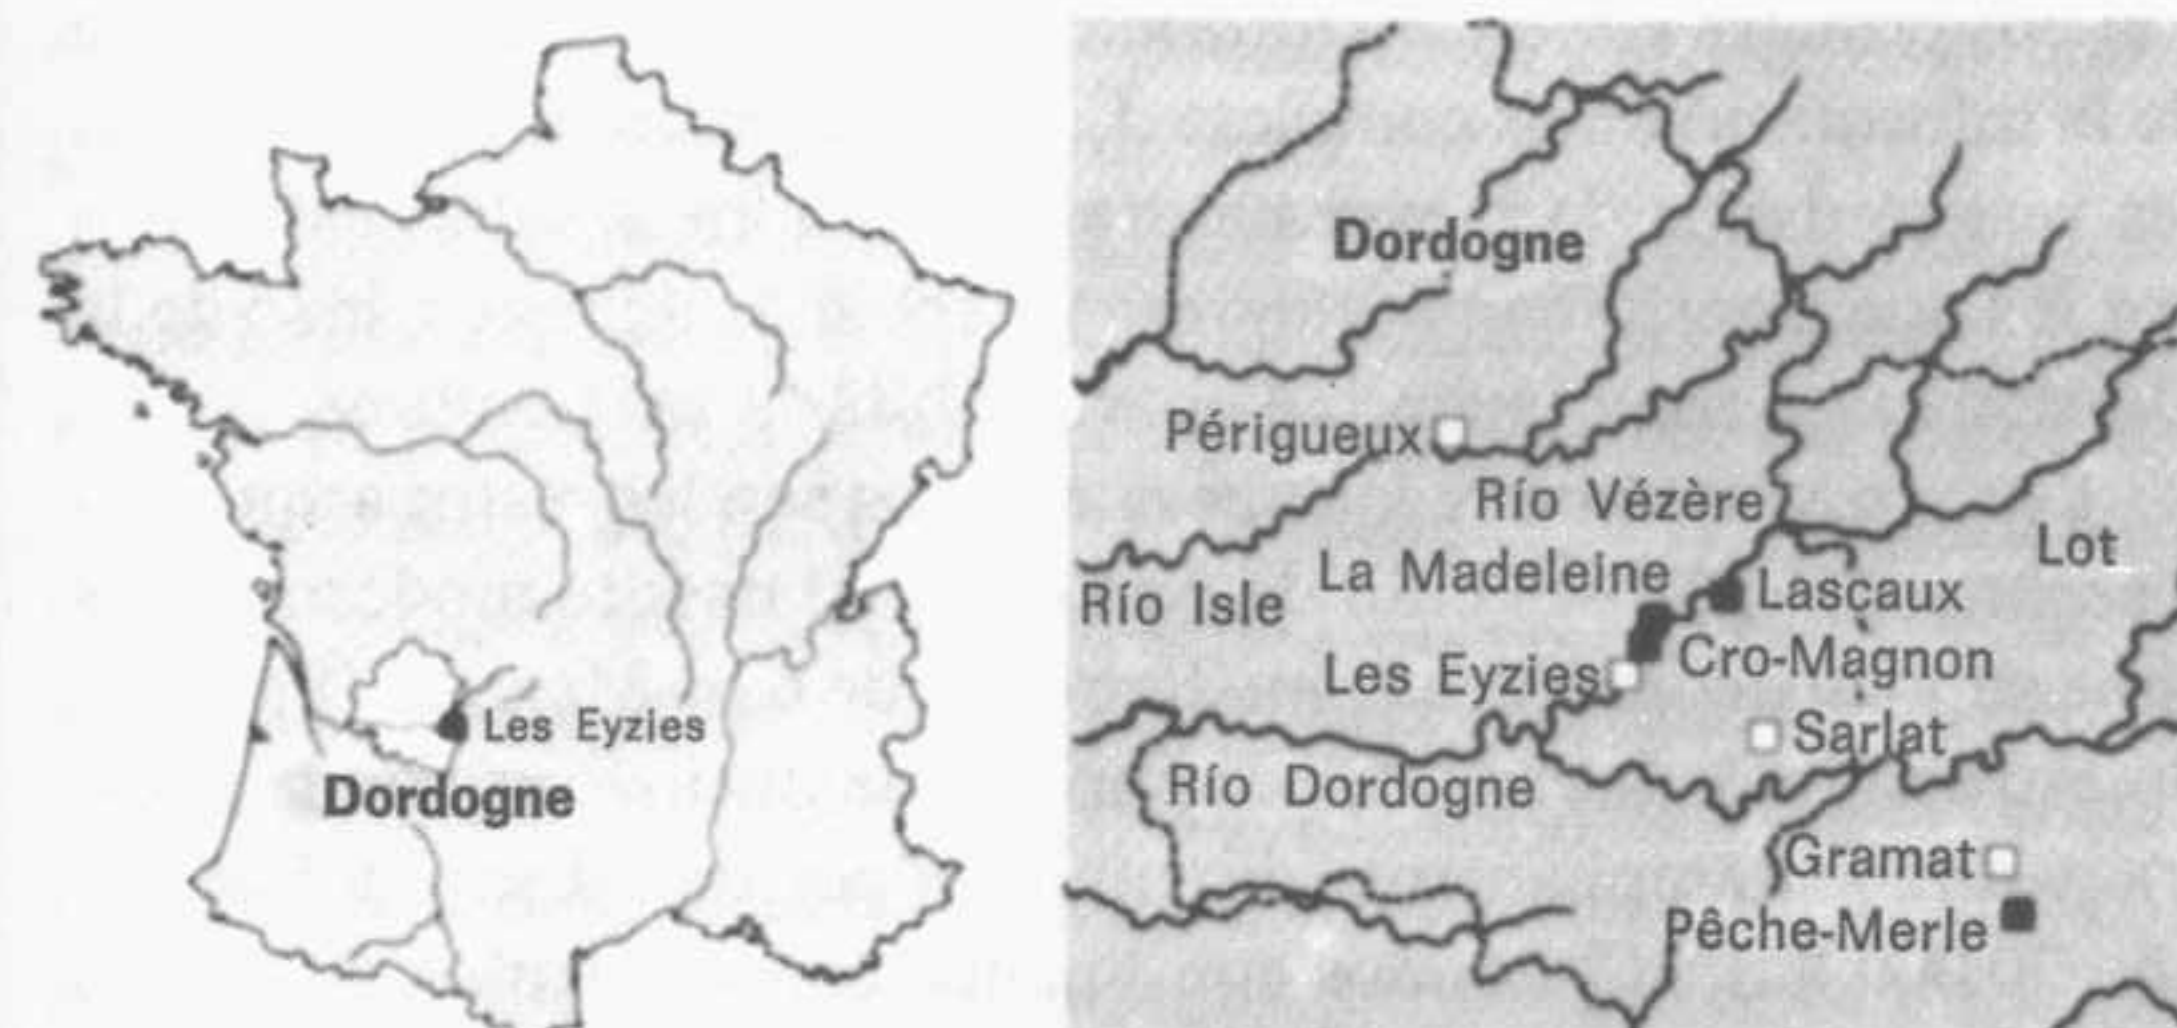 Les Eyzies
Dordogne
Dordogne
Périgueux
Río Vézère
Lot
La Madeleine
Lascaux
Río Isle
Cro-Magnon
Les Eyzies
Sarlat
Río Dordogne
Gramat
Pêche-Merle